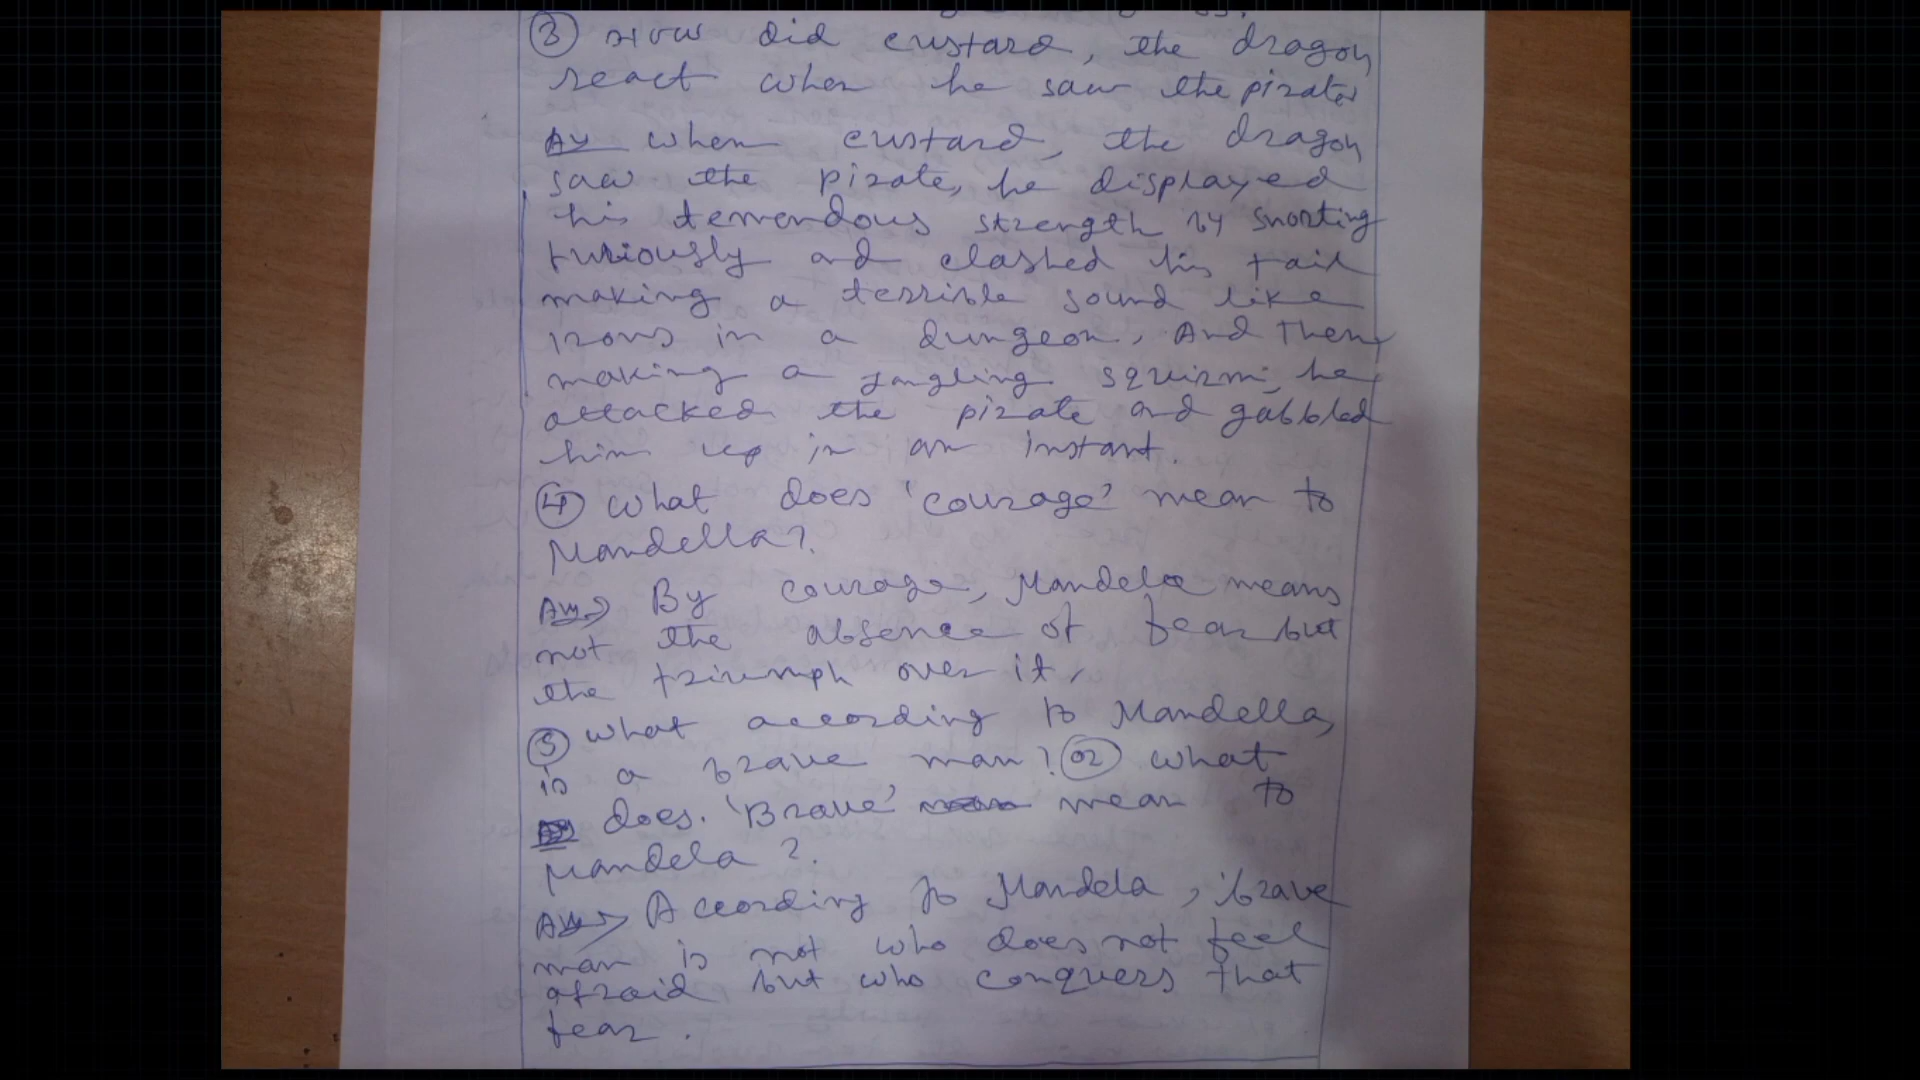 ③ How did custard, the dragon
react when he saw the pirate
Ans when custard, the dragon
saw the pirate, he displayed
his temendous strength by snorting
furiously and clashed his tail
making a terrible sound like
irons in a dungeon. And Then
making a jangling squirm, he
attacked the pirate and gabbled
him up in an instant.
④ what does 'courage' mean to
Mandella?
Ans→ By courage, Mandela means
not the absence of fear but
the triumph over it.
⑤ what according to Mandella,
is a brave man? (or) what
does. 'Brave' mean to
Mandela?
Ans→ According to Mandela, brave
man is not who does not feel
afraid but who conquers that
fear.